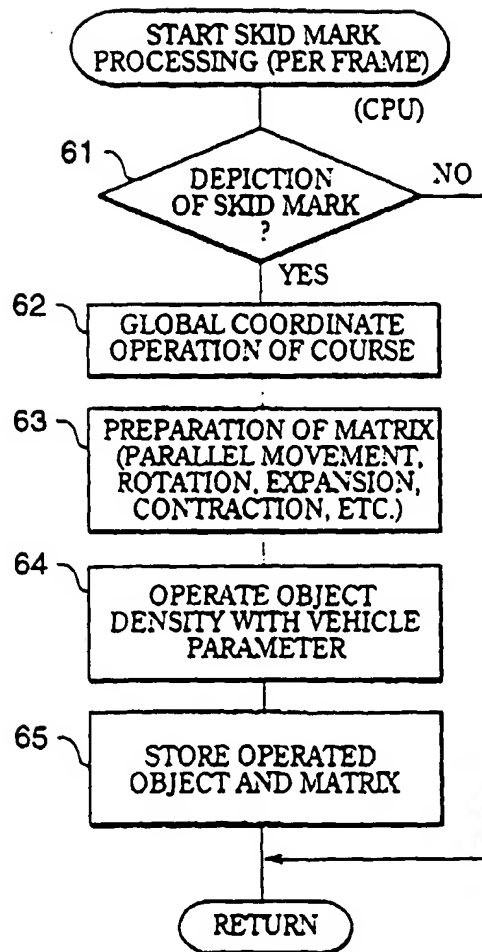 START SKID MARK
PROCESSING (PER FRAME)
(CPU)
61
DEPICTION
OF SKID MARK
?
NO
YES
62
GLOBAL COORDINATE
OPERATION OF COURSE
63
PREPARATION OF MATRIX
(PARALLEL MOVEMENT,
ROTATION, EXPANSION,
CONTRACTION, ETC.)
64
OPERATE OBJECT
DENSITY WITH VEHICLE
PARAMETER
65
STORE OPERATED
OBJECT AND MATRIX
RETURN